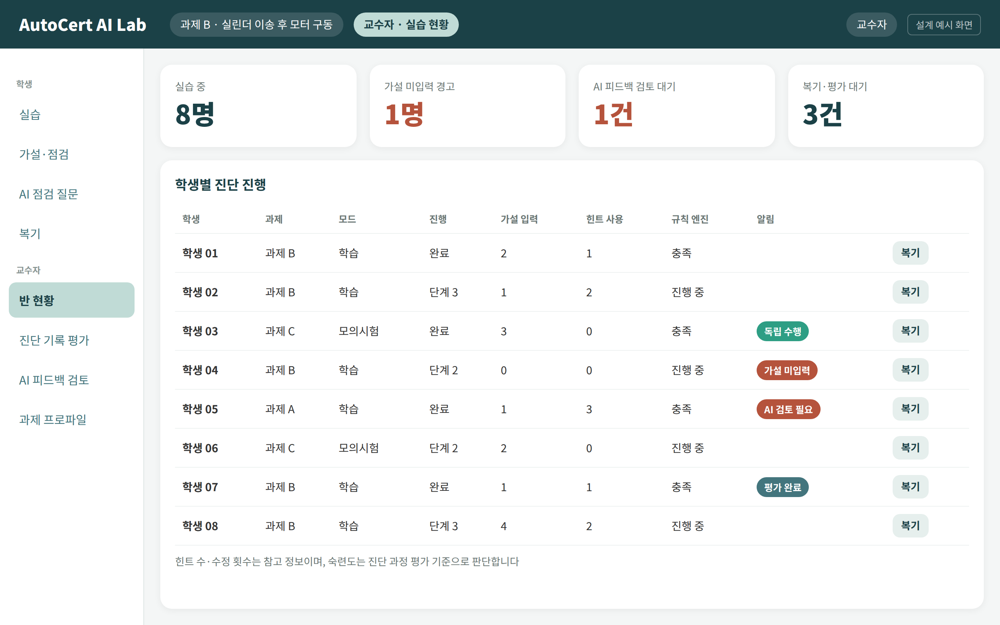 AutoCert AI Lab 과제 B · 실린더 이송 후 모터 구동 교수자 · 실습 현황 교수자 설계 예시 화면
학생
실습
가설·점검
AI 점검 질문
복기
교수자
반 현황
진단 기록 평가
AI 피드백 검토
과제 프로파일
실습 중
8명
가설 미입력 경고
1명
AI 피드백 검토 대기
1건
복기·평가 대기
3건
학생별 진단 진행
학생 과제 모드 진행 가설 입력 힌트 사용 규칙 엔진 알림
학생 01 과제 B 학습 완료 2 1 충족 복기
학생 02 과제 B 학습 단계 3 1 2 진행 중 복기
학생 03 과제 C 모의시험 완료 3 0 충족 독립 수행 복기
학생 04 과제 B 학습 단계 2 0 0 진행 중 가설 미입력 복기
학생 05 과제 A 학습 완료 1 3 충족 AI 검토 필요 복기
학생 06 과제 C 모의시험 단계 2 2 0 진행 중 복기
학생 07 과제 B 학습 완료 1 1 충족 평가 완료 복기
학생 08 과제 B 학습 단계 3 4 2 진행 중 복기
힌트 수·수정 횟수는 참고 정보이며, 숙련도는 진단 과정 평가 기준으로 판단합니다